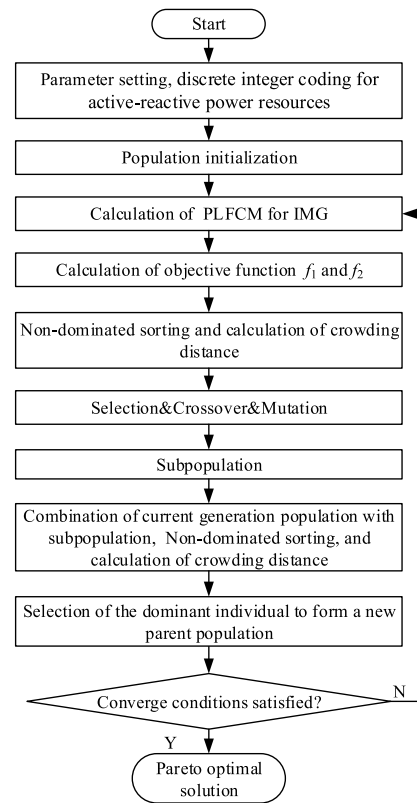 Start
Parameter setting, discrete integer coding for
active-reactive power resources
Population initialization
Calculation of PLFCM for IMG
Calculation of objective function f1 and f2
Non-dominated sorting and calculation of crowding
distance
Selection&Crossover&Mutation
Subpopulation
Combination of current generation population with
subpopulation, Non-dominated sorting, and
calculation of crowding distance
Selection of the dominant individual to form a new
parent population
Converge conditions satisfied?
N
Y
Pareto optimal
solution